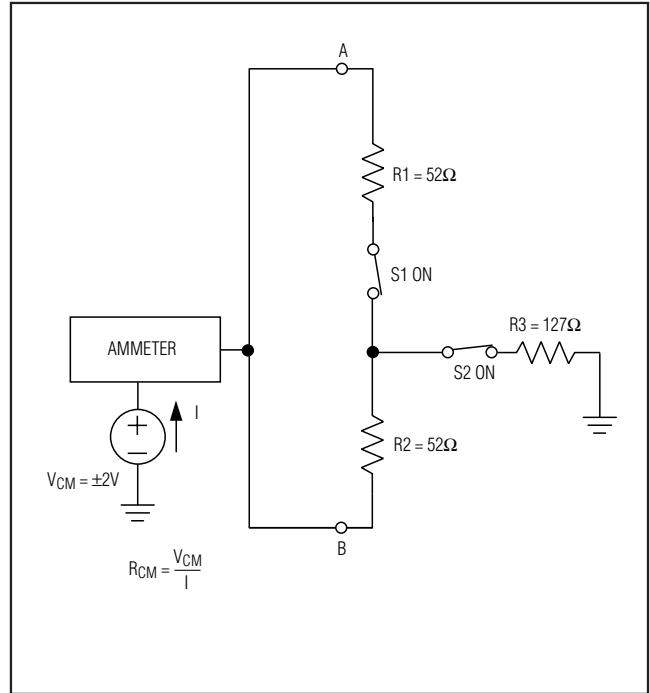 A
R1 = 52Ω
S1 ON
R3 = 127Ω
AMMETER
S2 ON
I
+
−
R2 = 52Ω
VCM = ±2V
B
RCM = VCM
I